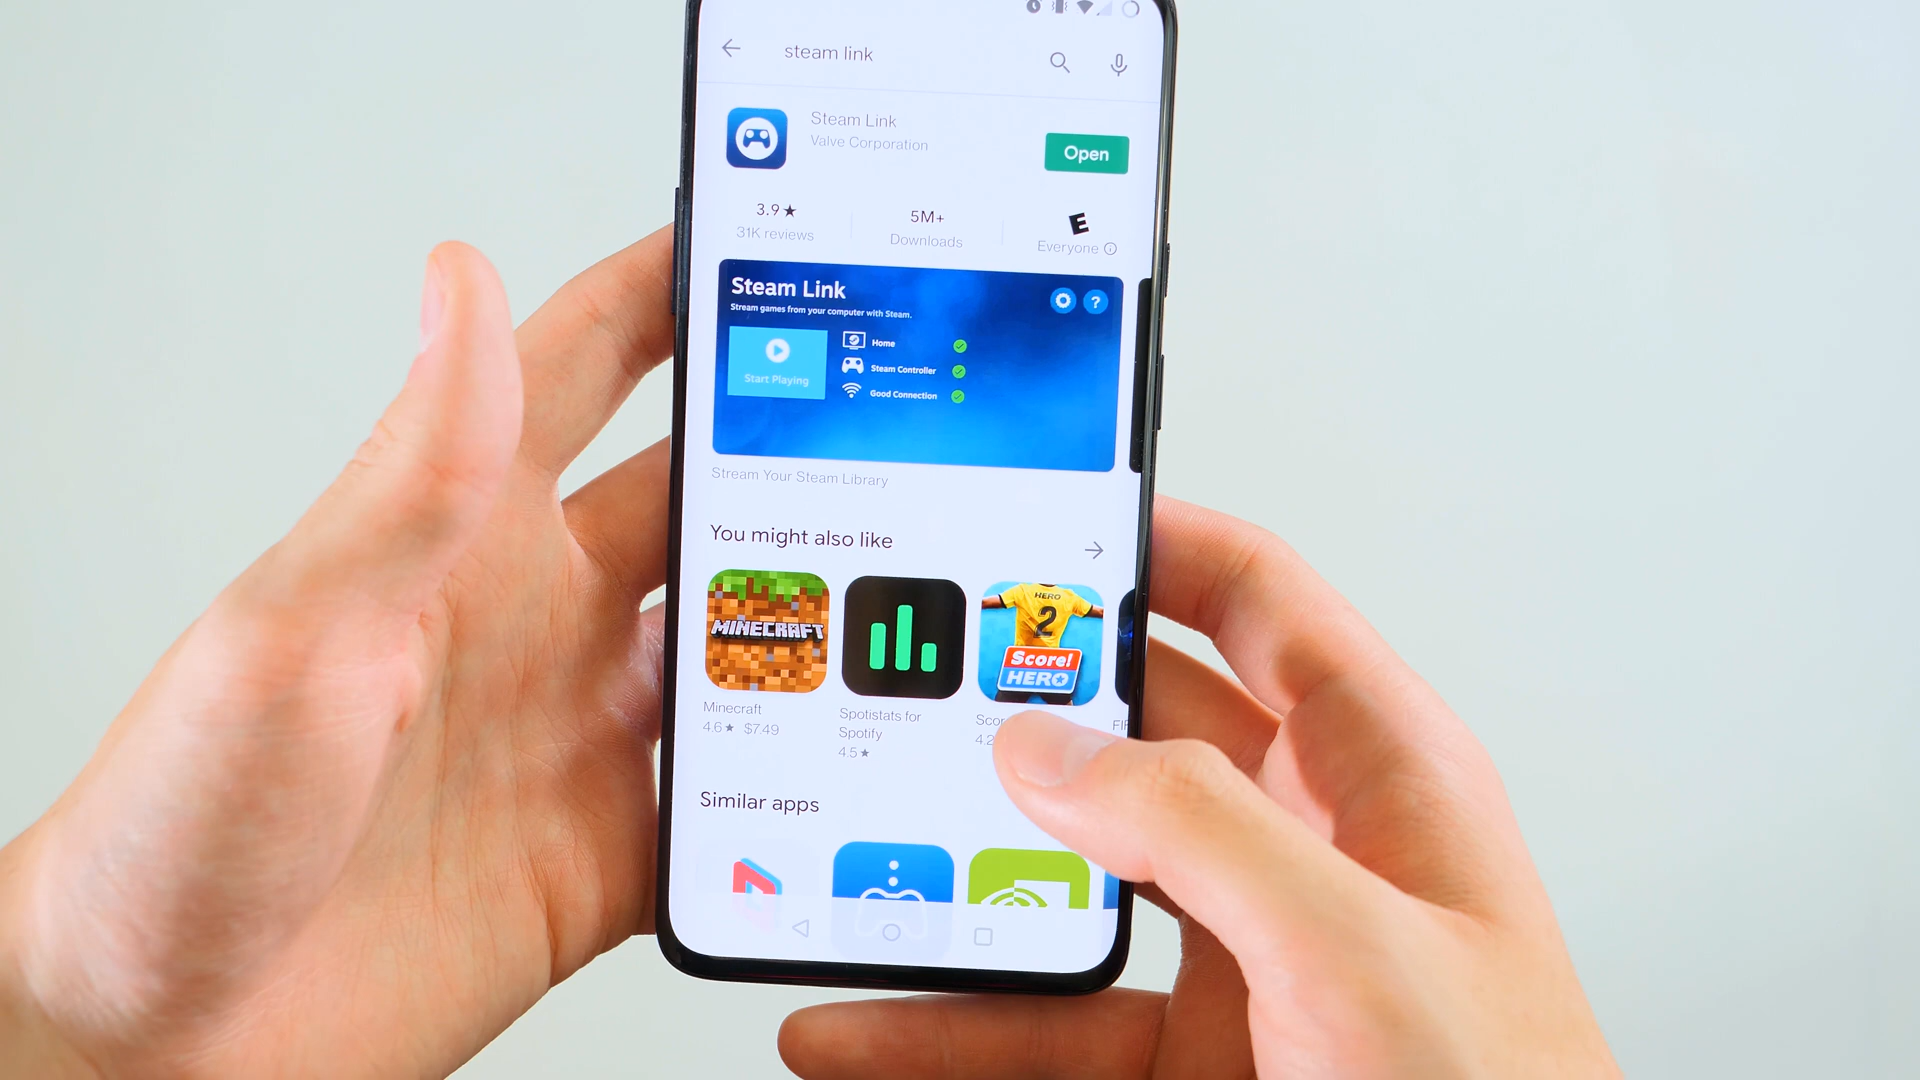 steam link
Steam Link
Valve Corporation
Open
3.9★
31K reviews
5M+
Downloads
E
Everyone
Steam Link
Stream games from your computer with Steam.
?
Start Playing
Home
Steam Controller
Good Connection
Stream Your Steam Library
You might also like
MINECRAFT
HERO
2
Score!
HERO
Minecraft
4.6★ $7.49
Spotistats for
Spotify
4.5★
4.2
Similar apps